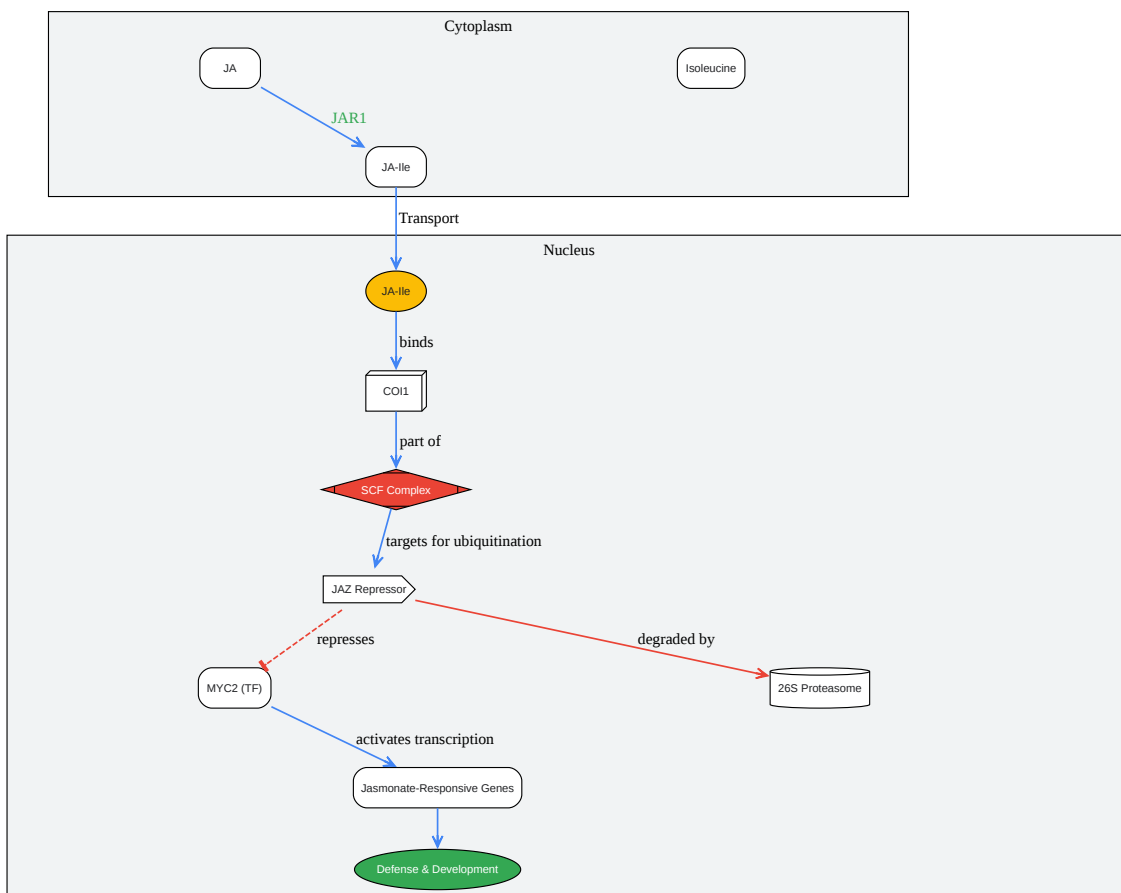 Cytoplasm
JA
Isoleucine
JAR1
JA-Ile
Transport
Nucleus
JA-Ile
binds
COI1
part of
SCF Complex
targets for ubiquitination
JAZ Repressor
represses
degraded by
MYC2 (TF)
26S Proteasome
activates transcription
Jasmonate-Responsive Genes
Defense & Development